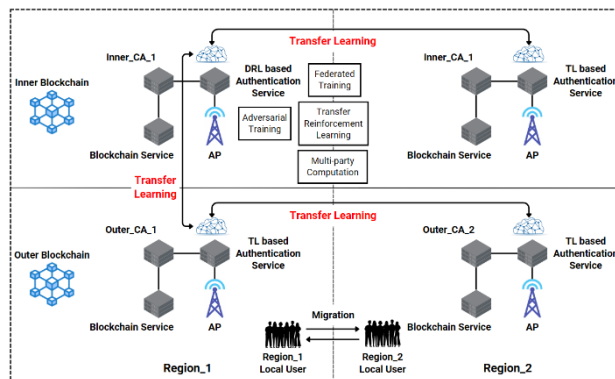 Transfer Learning
Inner_CA_1
Inner_CA_1
DRL based
Authentication
Service
Federated
Training
TL based
Authentication
Service
Inner Blockchain
Adversarial
Training
Transfer
Reinforcement
Learning
Blockchain Service
AP
Multi-party
Computation
Blockchain Service
AP
Transfer
Learning
Transfer Learning
Outer_CA_1
Outer_CA_2
TL based
Authentication
Service
TL based
Authentication
Service
Outer Blockchain
Blockchain Service
AP
Migration
Blockchain Service
AP
Region_1
Local User
Region_2
Local User
Region_1
Region_2